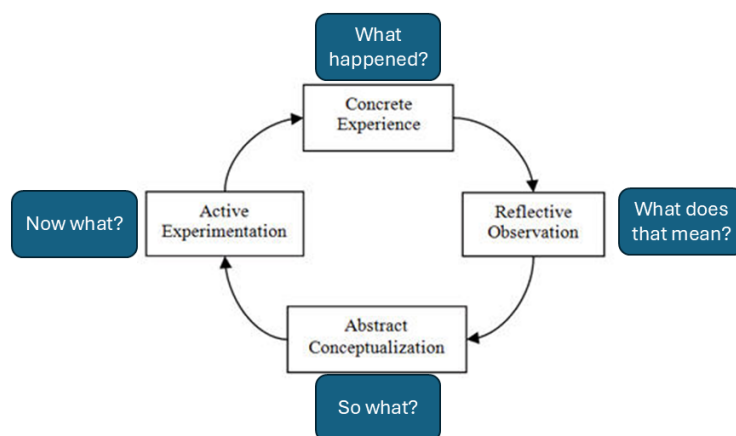 What
happened?
Concrete
Experience
Now what?
Active
Experimentation
Reflective
Observation
What does
that mean?
Abstract
Conceptualization
So what?